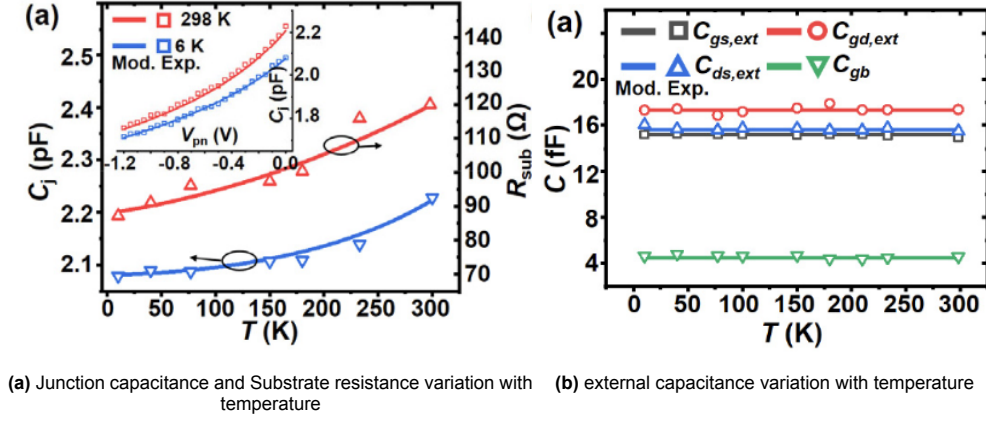 (a)
298 K
6 K
Mod. Exp.
C_j (pF)
2.5
2.4
2.3
2.2
2.1
2.2
2.0
1.8
C_j (pF)
V_pn (V)
-1.2 -0.8 -0.4 0.0
140
130
120
110
100
90
80
70
R_sub (Ω)
0 50 100 150 200 250 300
T (K)
(a)
C_gs,ext C_gd,ext
C_ds,ext C_gb
Mod. Exp.
C (fF)
24
20
16
12
8
4
0 50 100 150 200 250 300
T (K)
(a) Junction capacitance and Substrate resistance variation with
temperature
(b) external capacitance variation with temperature